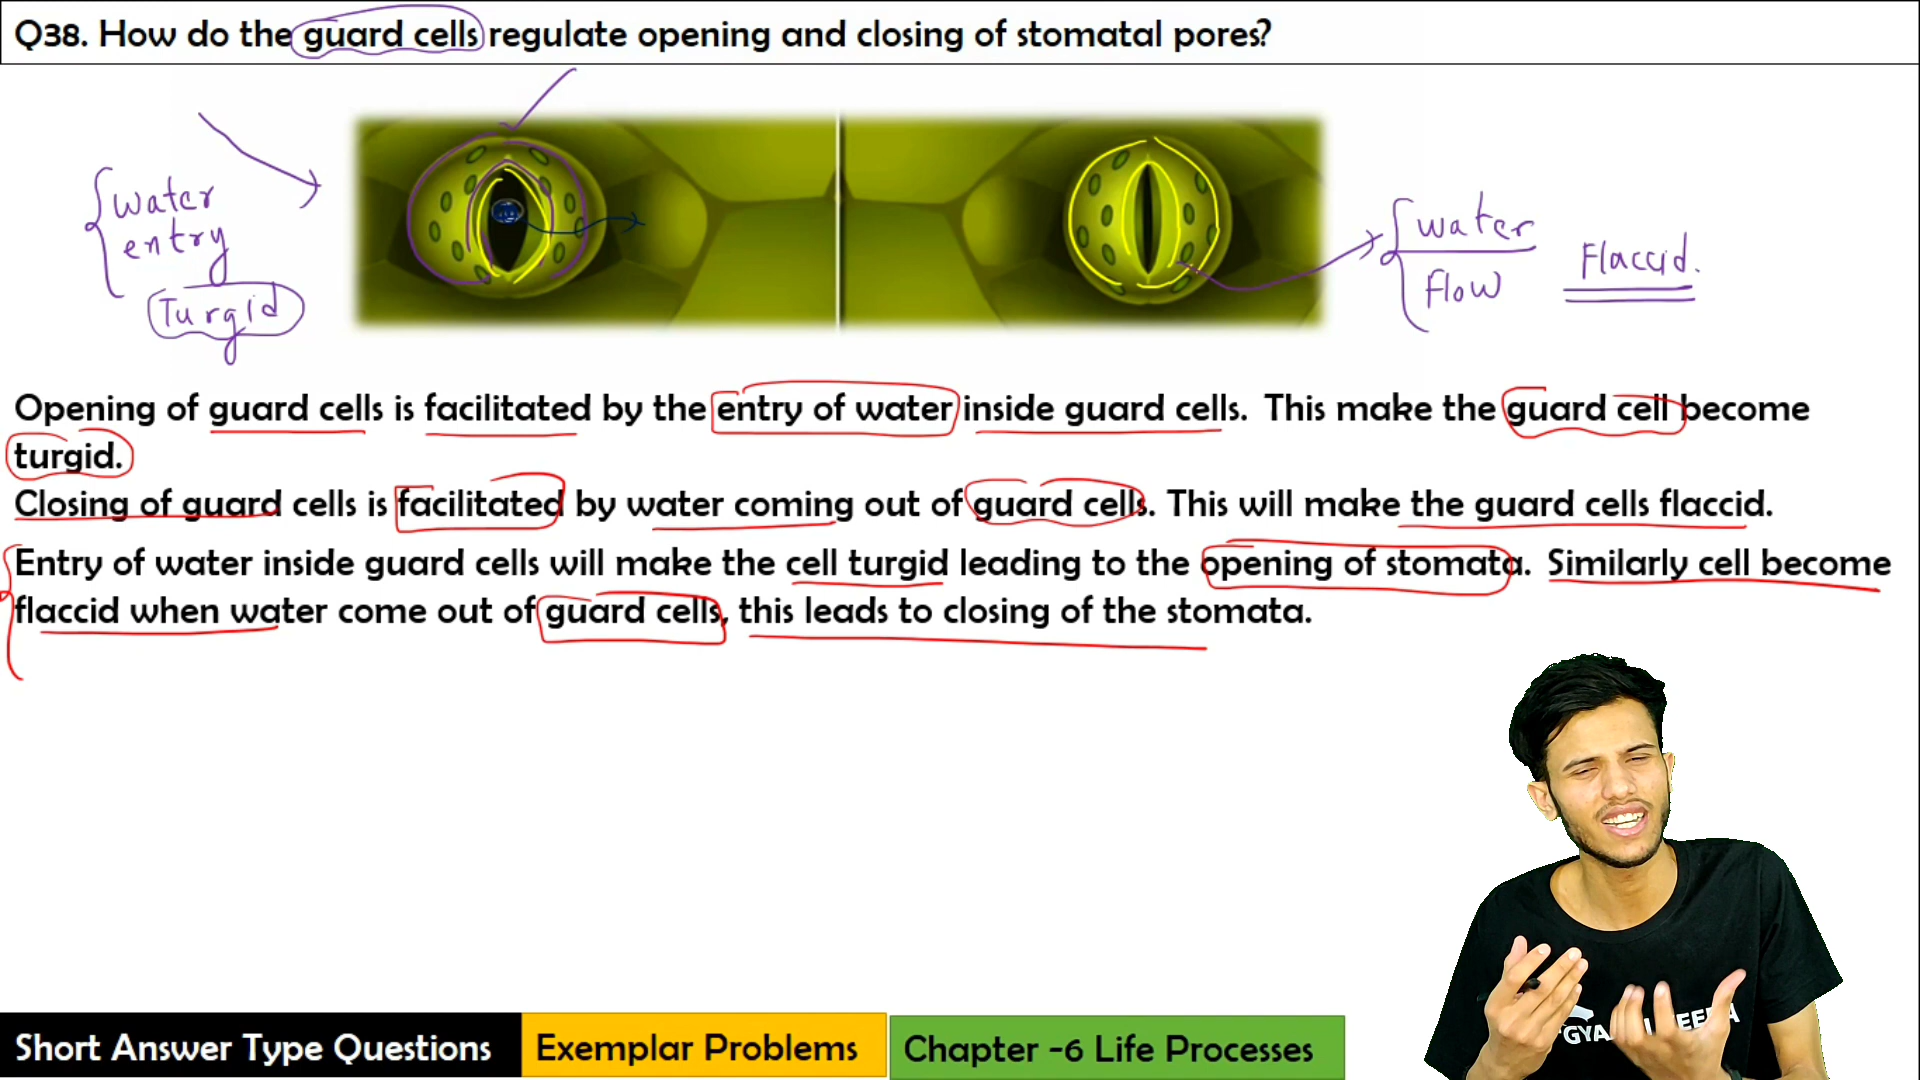 Q38. How do the guard cells regulate opening and closing of stomatal pores?
water
entry
Turgid
water
Flow
Flaccid.
Opening of guard cells is facilitated by the entry of water inside guard cells. This make the guard cell become
turgid.
Closing of guard cells is facilitated by water coming out of guard cells. This will make the guard cells flaccid.
Entry of water inside guard cells will make the cell turgid leading to the opening of stomata. Similarly cell become
flaccid when water come out of guard cells, this leads to closing of the stomata.
Short Answer Type Questions
Exemplar Problems
Chapter -6 Life Processes